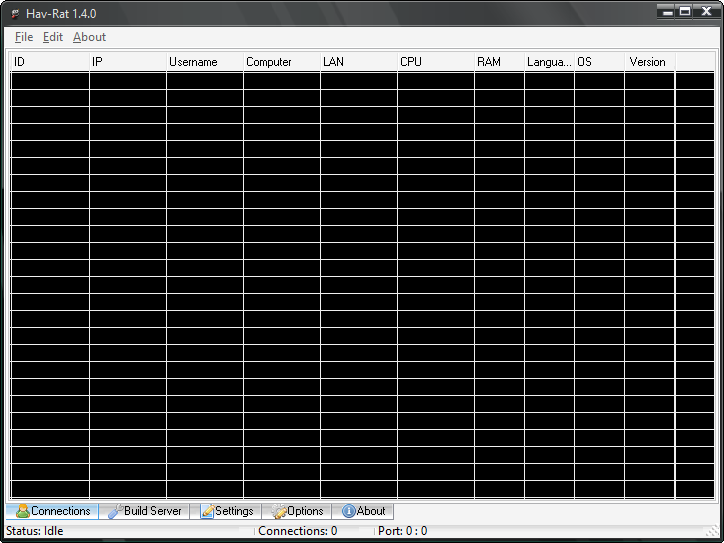 Hav-Rat 1.4.0
File Edit About
ID IP Username Computer LAN CPU RAM Langua... OS Version
Connections Build Server Settings Options About
Status: Idle Connections: 0 Port: 0 : 0